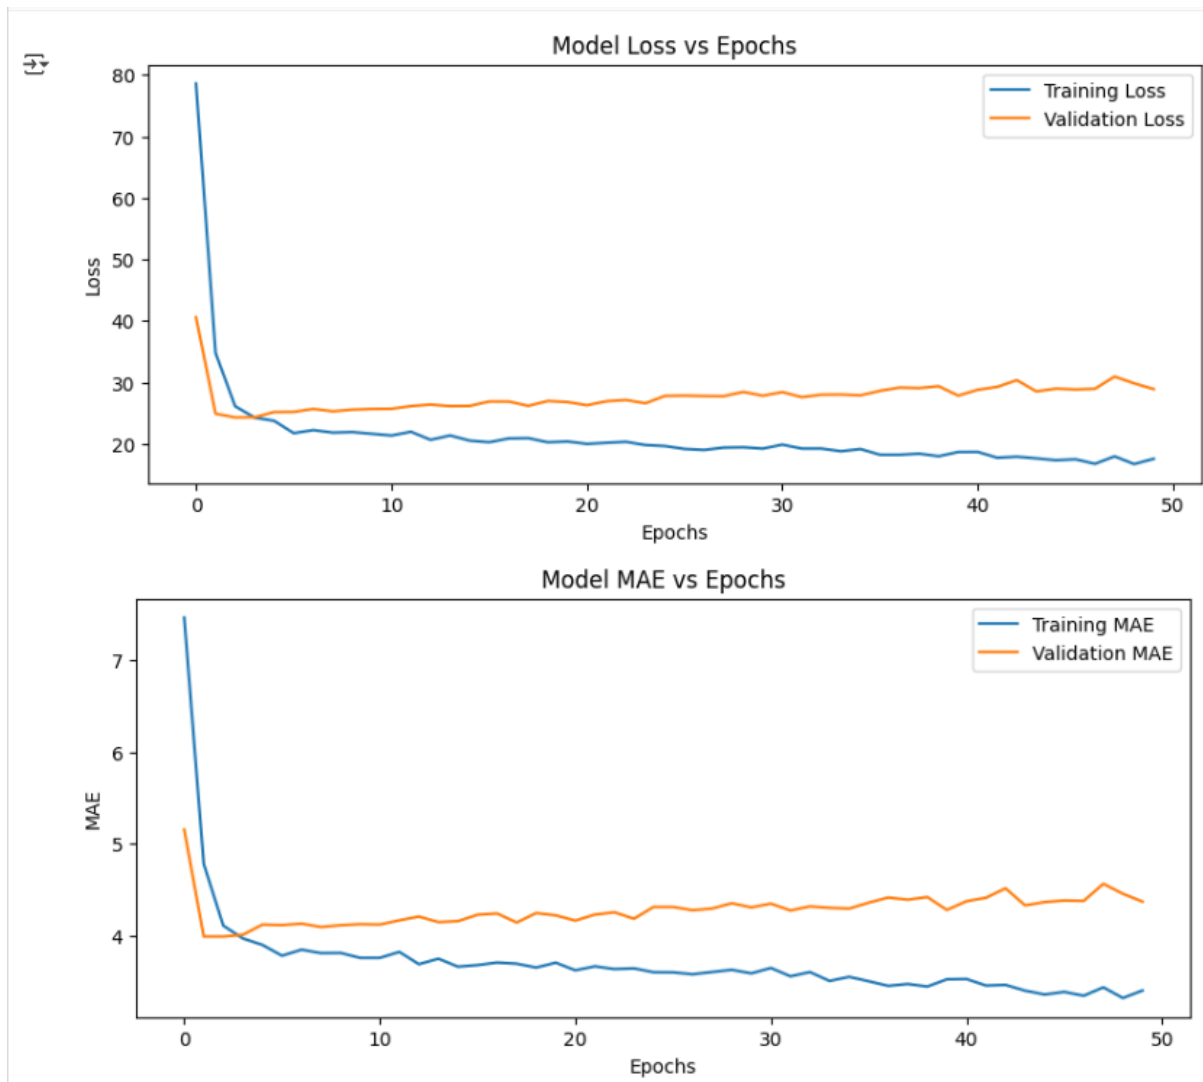 Model Loss vs Epochs
80
70
60
50
40
30
20
Loss
Training Loss
Validation Loss
0 10 20 30 40 50
Epochs
Model MAE vs Epochs
7
6
5
4
MAE
Training MAE
Validation MAE
0 10 20 30 40 50
Epochs